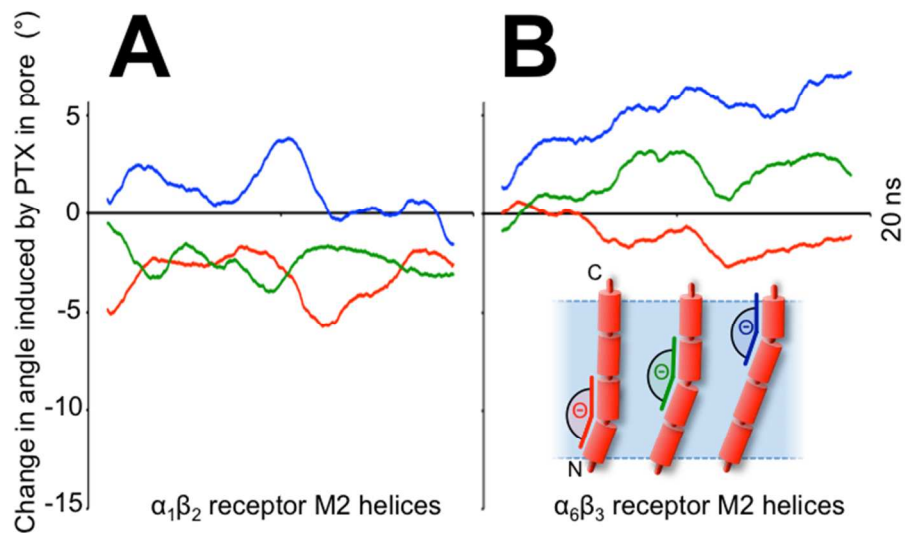 Change in angle induced by PTX in pore (°)
A
B
5
0
-5
-10
-15
20 ns
C
Θ
Θ
Θ
N
α₁β₂ receptor M2 helices
α₆β₃ receptor M2 helices